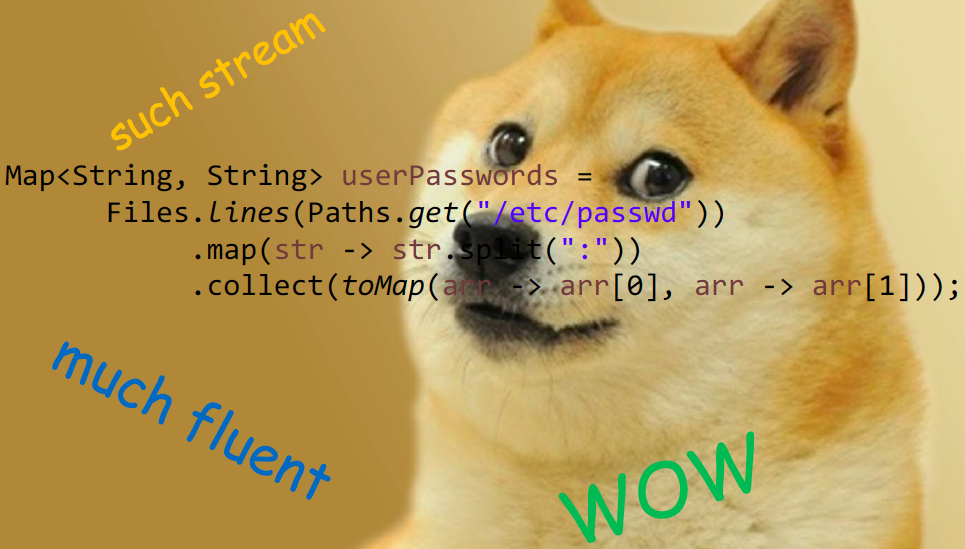 such stream
Map<String, String> userPasswords =
Files.lines(Paths.get("/etc/passwd"))
.map(str -> str.split(":"))
.collect(toMap(arr -> arr[0], arr -> arr[1]));
much fluent
wow